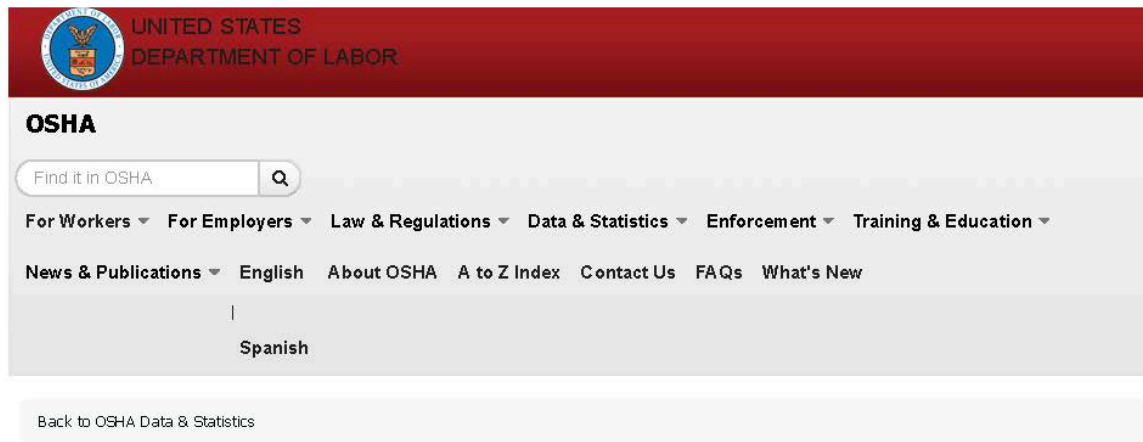 UNITED STATES
DEPARTMENT OF LABOR
OSHA
Find it in OSHA
For Workers For Employers Law & Regulations Data & Statistics Enforcement Training & Education
News & Publications English About OSHA A to Z Index Contact Us FAQs What's New
|
Spanish
Back to OSHA Data & Statistics